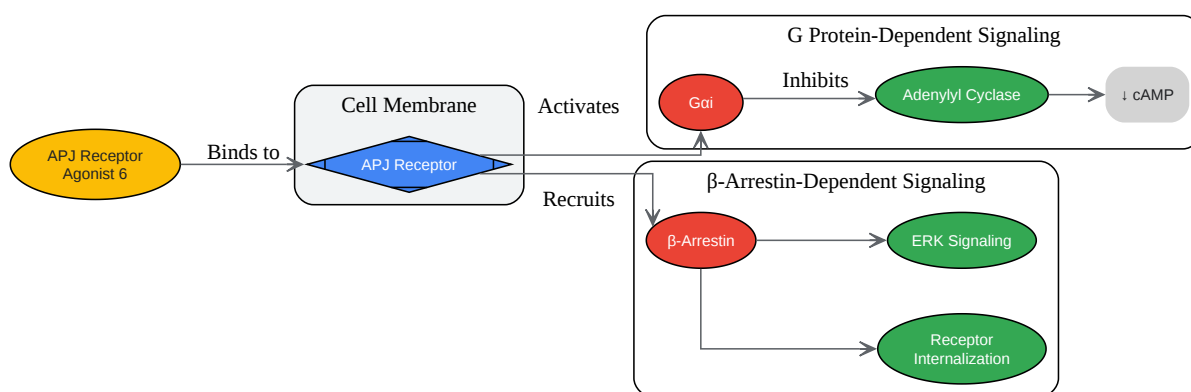 G Protein-Dependent Signaling
Gαi
Inhibits
Adenylyl Cyclase
↓ cAMP
Cell Membrane
Activates
APJ Receptor
Agonist 6
Binds to
APJ Receptor
Recruits
β-Arrestin-Dependent Signaling
β-Arrestin
ERK Signaling
Receptor
Internalization